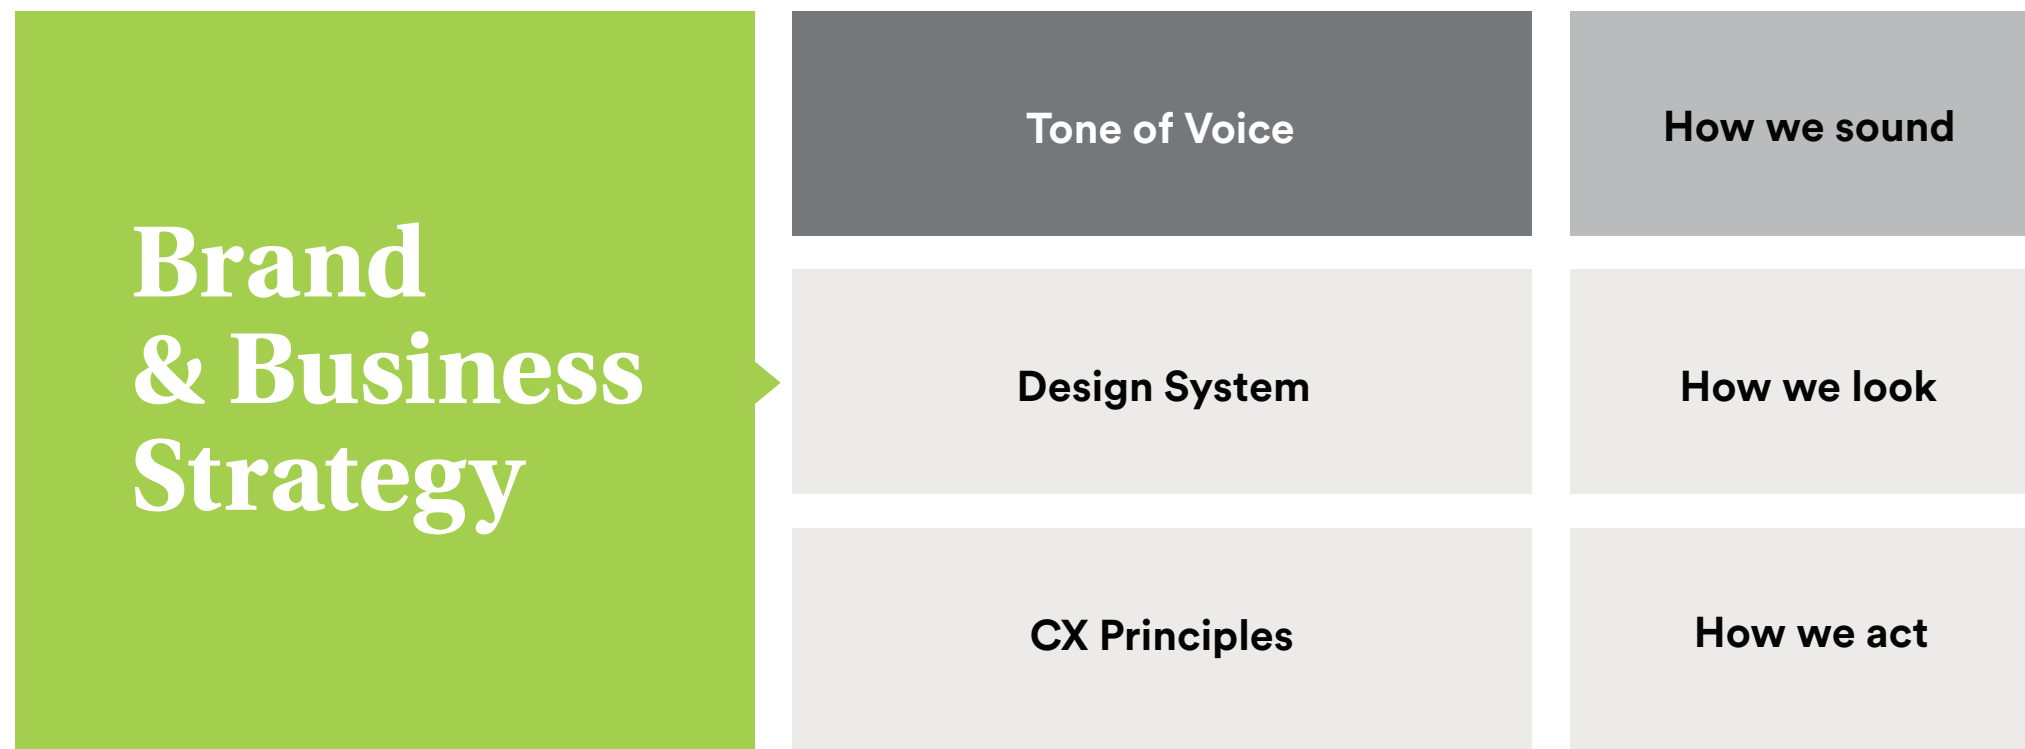 Brand
& Business
Strategy
Tone of Voice
How we sound
Design System
How we look
CX Principles
How we act